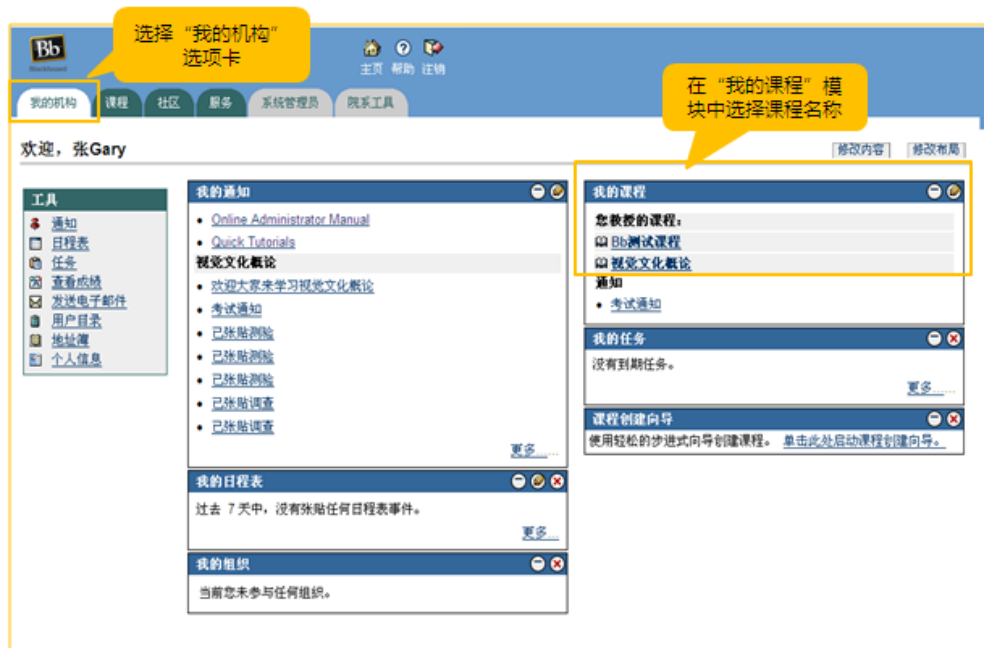 选择“我的机构”
选项卡
Bb
Blackboard
主页 帮助 注销
在“我的课程”模
块中选择课程名称
我的机构 课程 社区 服务 系统管理员 院系工具
欢迎，张Gary
修改内容 修改布局
工具
通知
日程表
任务
查看成绩
发送电子邮件
用户目录
地址簿
个人信息
我的通知
Online Administrator Manual
Quick Tutorials
视觉文化概论
欢迎大家来学习视觉文化概论
考试通知
已张贴测验
已张贴测验
已张贴测验
已张贴调查
已张贴调查
更多......
我的日程表
过去 7 天中，没有张贴任何日程表事件。
更多...
我的组织
当前您未参与任何组织。
我的课程
您教授的课程：
Bb测试课程
视觉文化概论
通知
考试通知
我的任务
没有到期任务。
更多......
课程创建向导
使用轻松的步进式向导创建课程。 单击此处启动课程创建向导。